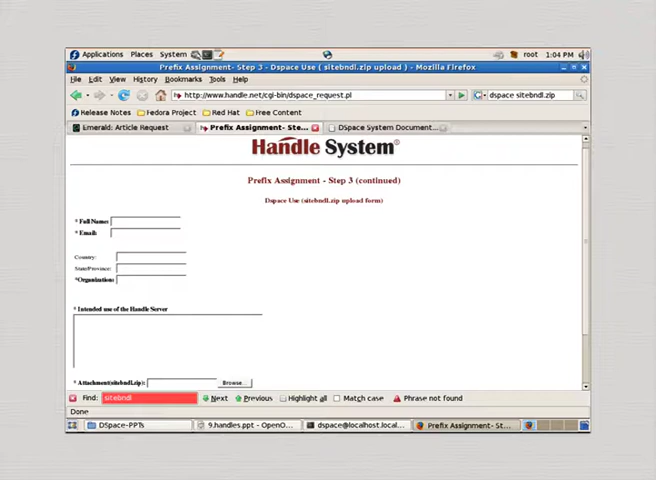 Applications Places System root 1:04 PM
Prefix Assignment- Step 3 - Dspace Use ( sitebndl.zip upload ) - Mozilla Firefox
File Edit View History Bookmarks Tools Help
http://www.handle.net/cgi-bin/dspace_request.pl dspace sitebndl.zip
Release Notes Fedora Project Red Hat Free Content
Emerald: Article Request Prefix Assignment- Ste... DSpace System Document...
Handle System®
Prefix Assignment - Step 3 (continued)
Dspace Use (sitebndl.zip upload form)
* Full Name:
* Email:
Country:
State/Province:
*Organization:
* Intended use of the Handle Server
* Attachment(sitebndl.zip): Browse...
Find: sitebndl Next Previous Highlight all Match case Phrase not found
Done
DSpace-PPTs 9.handles.ppt - OpenO... dspace@localhost.local... Prefix Assignment- Ste...